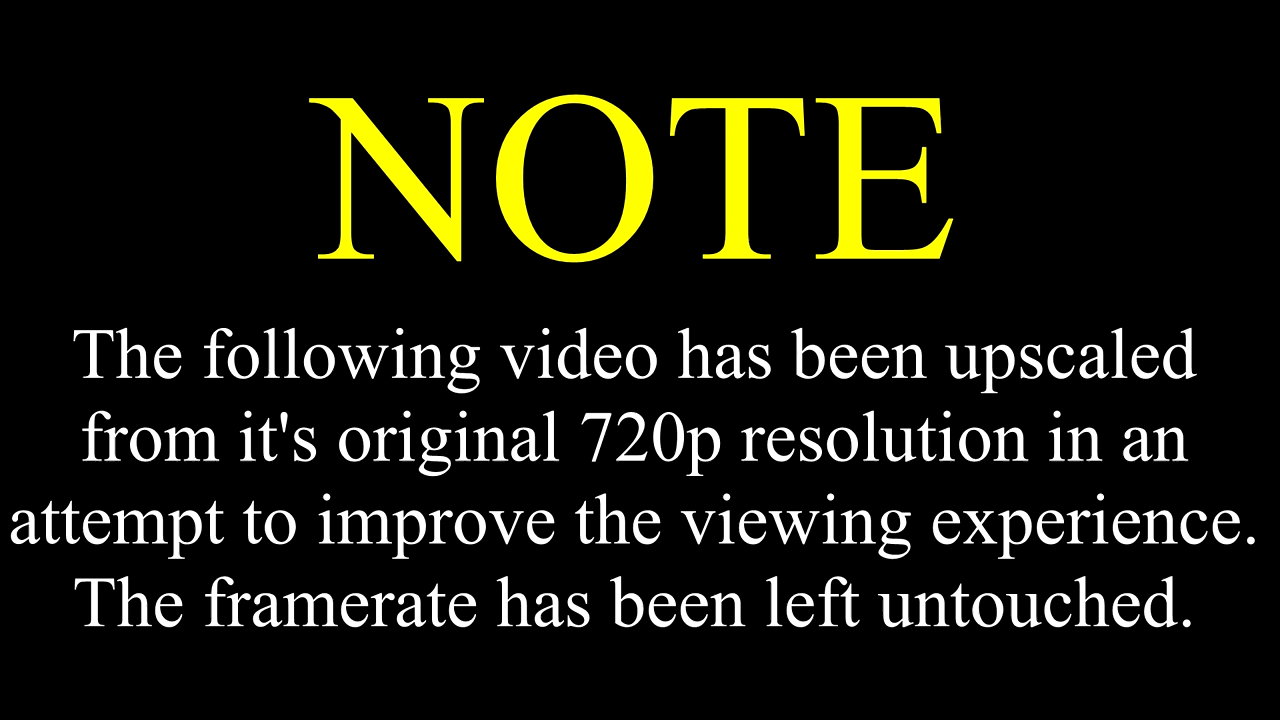 NOTE
The following video has been upscaled
from it's original 720p resolution in an
attempt to improve the viewing experience.
The framerate has been left untouched.